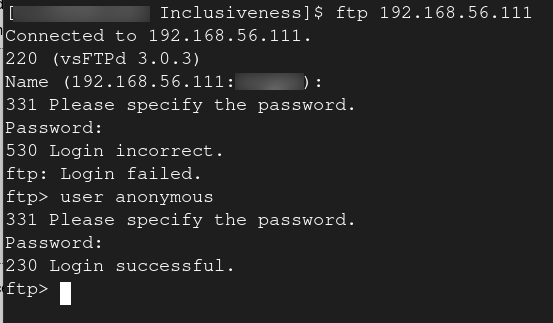 [ Inclusiveness]$ ftp 192.168.56.111
Connected to 192.168.56.111.
220 (vsFTPd 3.0.3)
Name (192.168.56.111: ):
331 Please specify the password.
Password:
530 Login incorrect.
ftp: Login failed.
ftp> user anonymous
331 Please specify the password.
Password:
230 Login successful.
ftp>